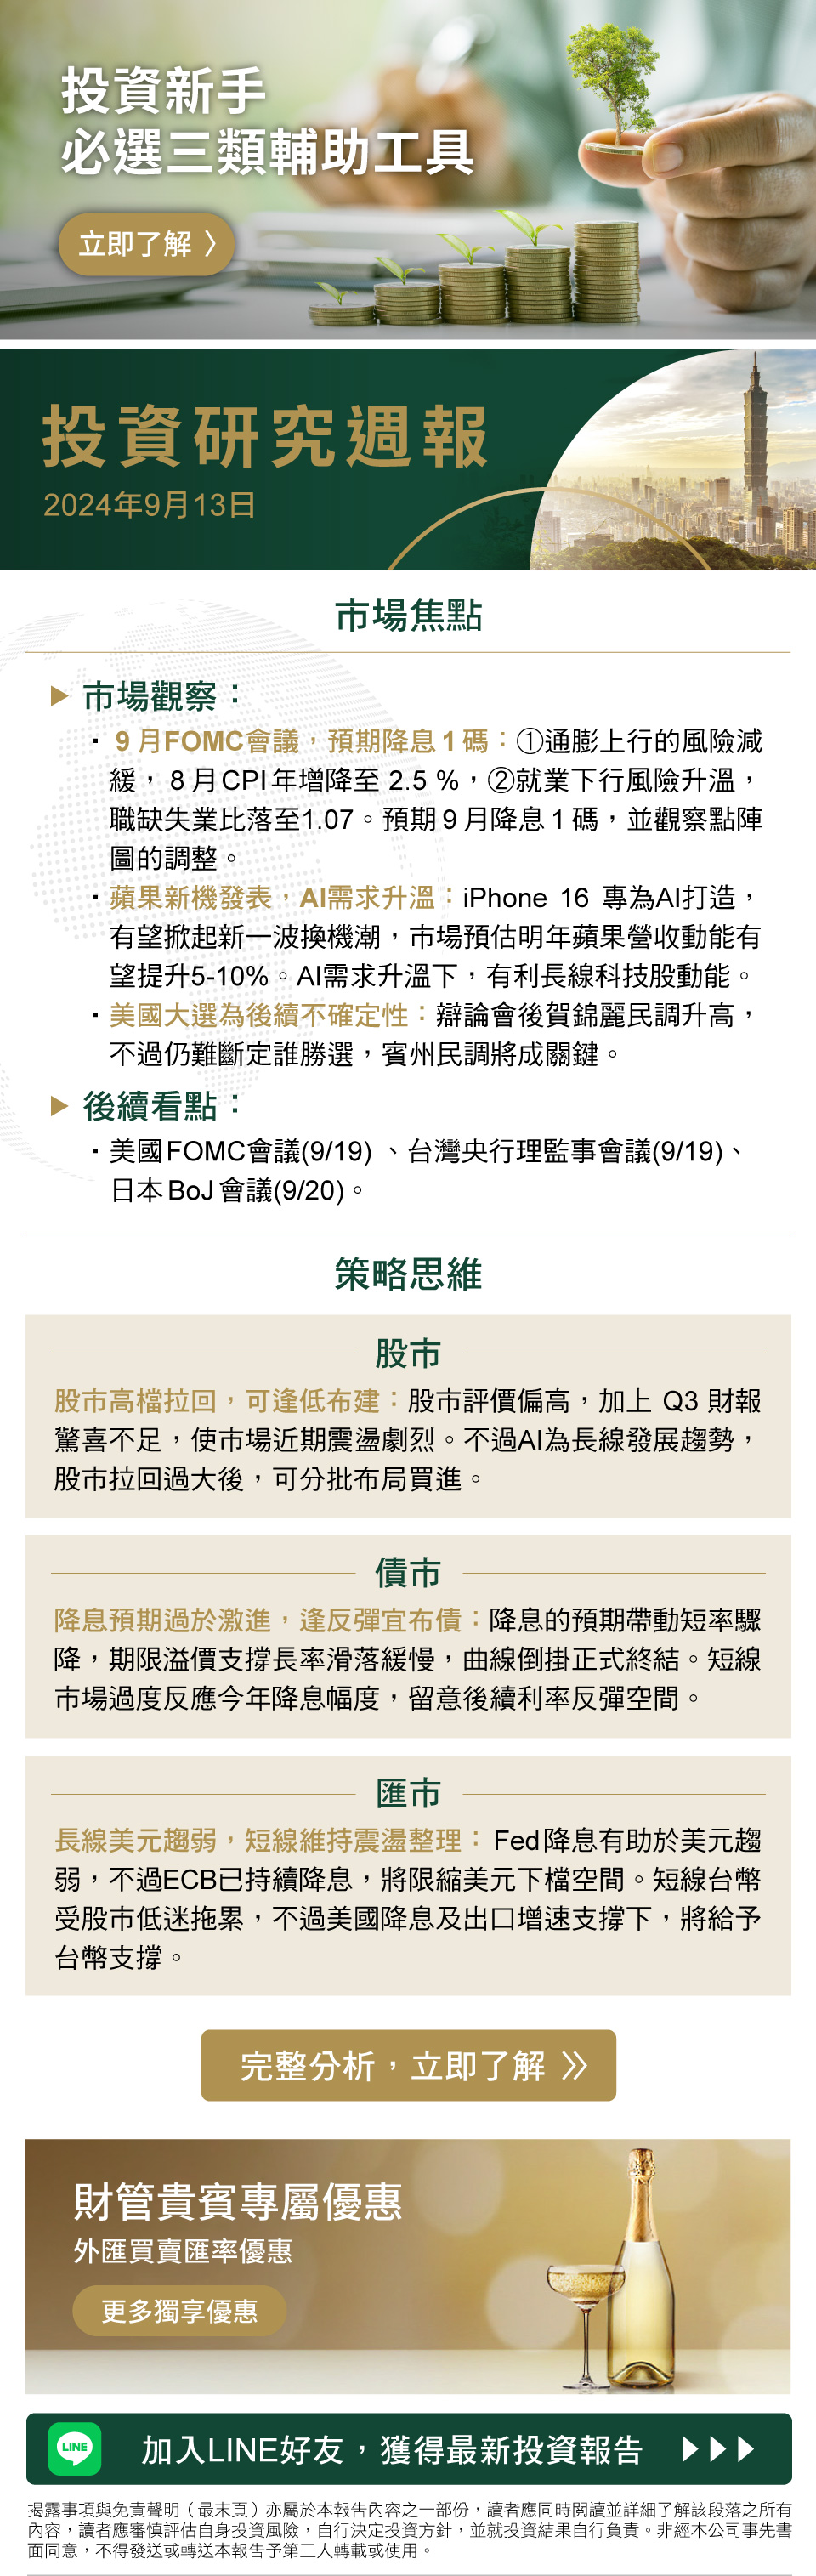 投資新手
必選三類輔助工具
立即了解 〉
投資研究週報
2024年9月13日
市場焦點
▶ 市場觀察：
· 9月FOMC會議，預期降息1碼：①通膨上行的風險減
緩，8月CPI年增降至 2.5 %，②就業下行風險升溫，
職缺失業比落至1.07。預期9月降息1碼，並觀察點陣
圖的調整。
· 蘋果新機發表，AI需求升溫：iPhone 16 專為AI打造，
有望掀起新一波換機潮，市場預估明年蘋果營收動能有
望提升5-10%。AI需求升溫下，有利長線科技股動能。
· 美國大選為後續不確定性：辯論會後賀錦麗民調升高，
不過仍難斷定誰勝選，賓州民調將成關鍵。
▶ 後續看點：
· 美國FOMC會議(9/19) 、台灣央行理監事會議(9/19)、
日本BoJ會議(9/20)。
策略思維
股市
股市高檔拉回，可逢低布建：股市評價偏高，加上 Q3 財報
驚喜不足，使市場近期震盪劇烈。不過AI為長線發展趨勢，
股市拉回過大後，可分批布局買進。
債市
降息預期過於激進，逢反彈宜布債：降息的預期帶動短率驟
降，期限溢價支撐長率滑落緩慢，曲線倒掛正式終結。短線
市場過度反應今年降息幅度，留意後續利率反彈空間。
匯市
長線美元趨弱，短線維持震盪整理：Fed降息有助於美元趨
弱，不過ECB已持續降息，將限縮美元下檔空間。短線台幣
受股市低迷拖累，不過美國降息及出口增速支撐下，將給予
台幣支撐。
完整分析，立即了解 》
財管貴賓專屬優惠
外匯買賣匯率優惠
更多獨享優惠
LINE 加入LINE好友，獲得最新投資報告 ▶▶▶
揭露事項與免責聲明（最末頁）亦屬於本報告內容之一部份，讀者應同時閱讀並詳細了解該段落之所有
內容，讀者應審慎評估自身投資風險，自行決定投資方針，並就投資結果自行負責。非經本公司事先書
面同意，不得發送或轉送本報告予第三人轉載或使用。